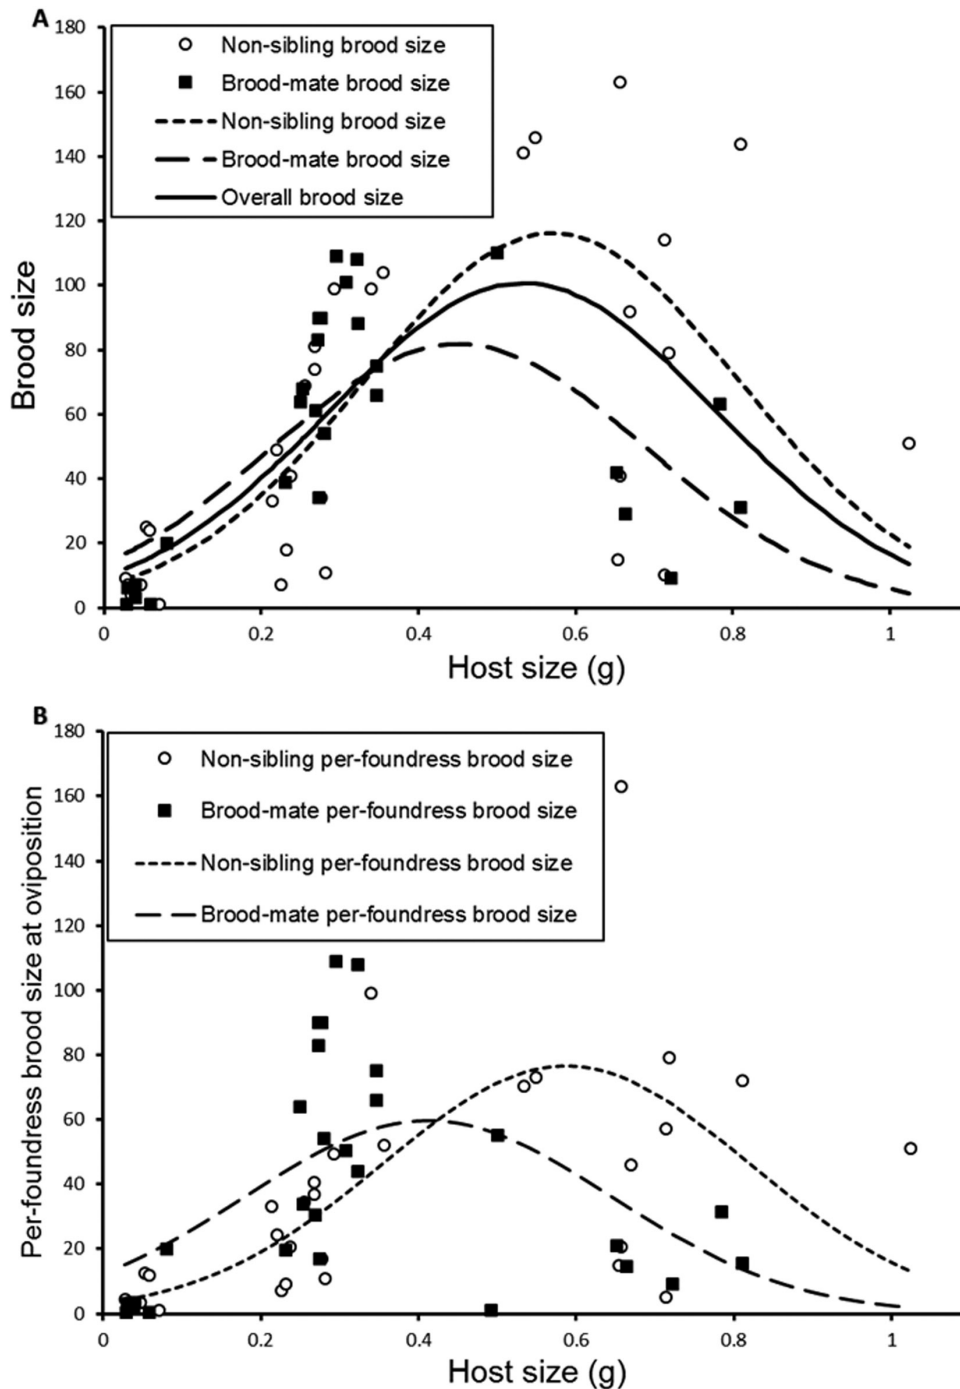 A
180
160
140
120
100
80
60
40
20
0
Brood size
Non-sibling brood size
Brood-mate brood size
Non-sibling brood size
Brood-mate brood size
Overall brood size
0 0.2 0.4 0.6 0.8 1
Host size (g)
B
180
160
140
120
100
80
60
40
20
0
Per-foundress brood size at oviposition
Non-sibling per-foundress brood size
Brood-mate per-foundress brood size
Non-sibling per-foundress brood size
Brood-mate per-foundress brood size
0 0.2 0.4 0.6 0.8 1
Host size (g)